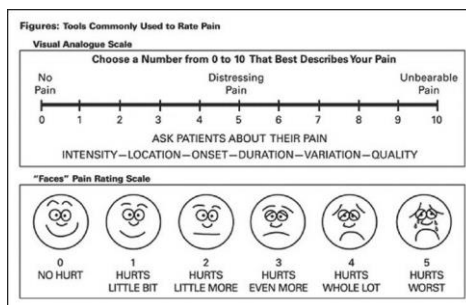 Figures: Tools Commonly Used to Rate Pain
Visual Analogue Scale
Choose a Number from 0 to 10 That Best Describes Your Pain
No Distressing Unbearable
Pain Pain Pain
0 1 2 3 4 5 6 7 8 9 10
ASK PATIENTS ABOUT THEIR PAIN
INTENSITY—LOCATION—ONSET—DURATION—VARIATION—QUALITY
"Faces" Pain Rating Scale
0 1 2 3 4 5
NO HURT HURTS HURTS HURTS HURTS HURTS
LITTLE BIT LITTLE MORE EVEN MORE WHOLE LOT WORST